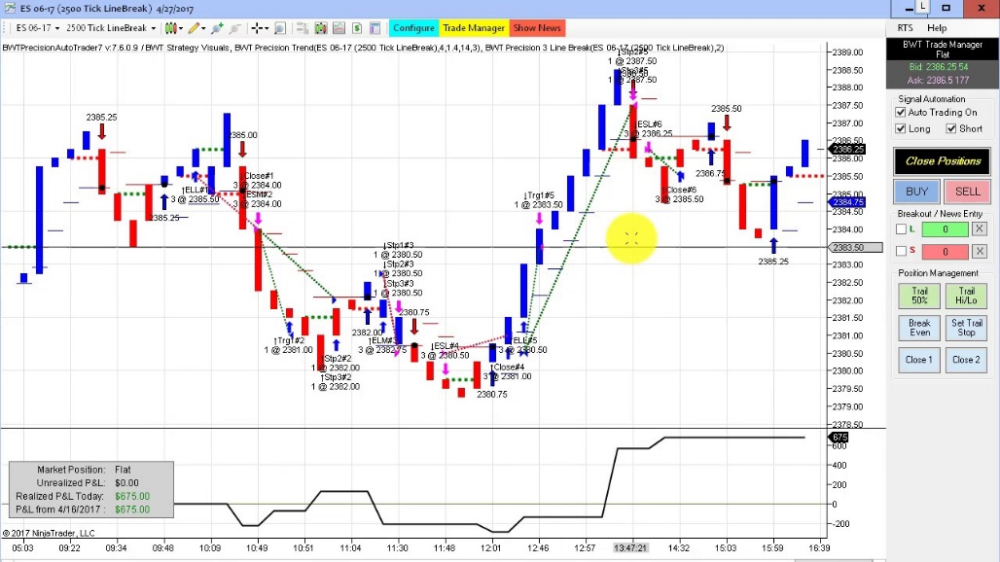 ES 06-17 (2500 Tick LineBreak) 4/27/2017
L
ES 06-17 2500 Tick LineBreak
Configure Trade Manager Show News
RTS Help
BWTPrecisionAutoTrader7 v:7.6.0.9 / BWT Strategy Visuals, BWT Precision Trend(ES 06-17 (2500 Tick LineBreak),4,1.4,14,3), BWT Precision 3 Line Break(ES 06-17 (2500 Tick LineBreak),2)
BWT Trade Manager
Flat
Bid: 2386.25 54
Ask: 2386.5 177
Signal Automation
Auto Trading On
Long Short
Close Positions
BUY SELL
Breakout / News Entry
L 0 X
S 0 X
Position Management
Trail 50%
Trail Hi/Lo
Break Even
Set Trail Stop
Close 1 Close 2
2389.00
2388.50
2388.00
2387.50
2387.00
2386.50
2386.25
2386.00
2385.50
2385.00
2384.75
2384.50
2384.00
2383.50
2383.00
2382.50
2382.00
2381.50
2381.00
2380.50
2380.00
2379.50
2379.00
2378.50
2385.25
2385.25
2385.00
↑ELL#1
3 @ 2385.50
↑Close#1
3 @ 2384.00
↓ESM#2
3 @ 2384.00
↑Trg1#2
1 @ 2381.00
↑Stp2#2
1 @ 2382.00
↑Stp3#2
1 @ 2382.00
2382.00
↑ELM#3
3 @ 2382.75
↓Stp1#3
1 @ 2380.50
↓Stp2#3
1 @ 2380.50
↓Stp3#3
1 @ 2380.50
2380.75
↓ESL#4
3 @ 2380.50
2380.75
↑Close#4
3 @ 2381.00
↑ELL#5
3 @ 2380.50
↓Trg1#5
1 @ 2383.50
↓Stp2#5
1 @ 2387.50
1 @ 2387.50
↓ESL#6
3 @ 2386.25
↑Close#6
3 @ 2385.50
2386.75
2385.50
2385.25
675
600
400
200
0
-200
Market Position: Flat
Unrealized P&L: $0.00
Realized P&L Today: $675.00
P&L from 4/16/2017 : $675.00
© 2017 NinjaTrader, LLC
05:03 09:22 09:34 09:48 10:09 10:29 10:49 10:57 11:04 11:30 11:48 12:01 12:46 12:57 13:47:21 14:32 15:03 15:59 16:39